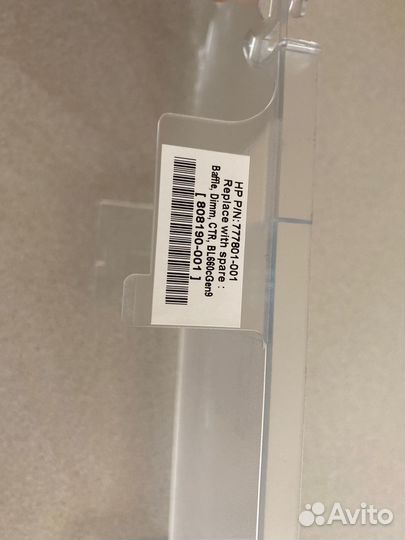 HP P/N:777801-001
Replace with spare :
Baffle, Dimm, CTR, BL660cGen9
[ 808190-001 ]
Avito